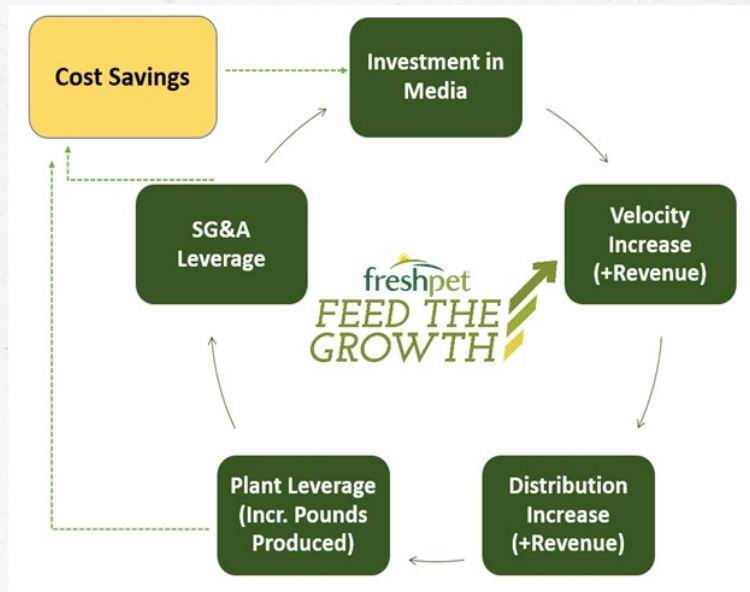 Cost Savings
Investment in
Media
SG&A
Leverage
Velocity
Increase
(+Revenue)
freshpet
FEED THE
GROWTH
Plant Leverage
(Incr. Pounds
Produced)
Distribution
Increase
(+Revenue)